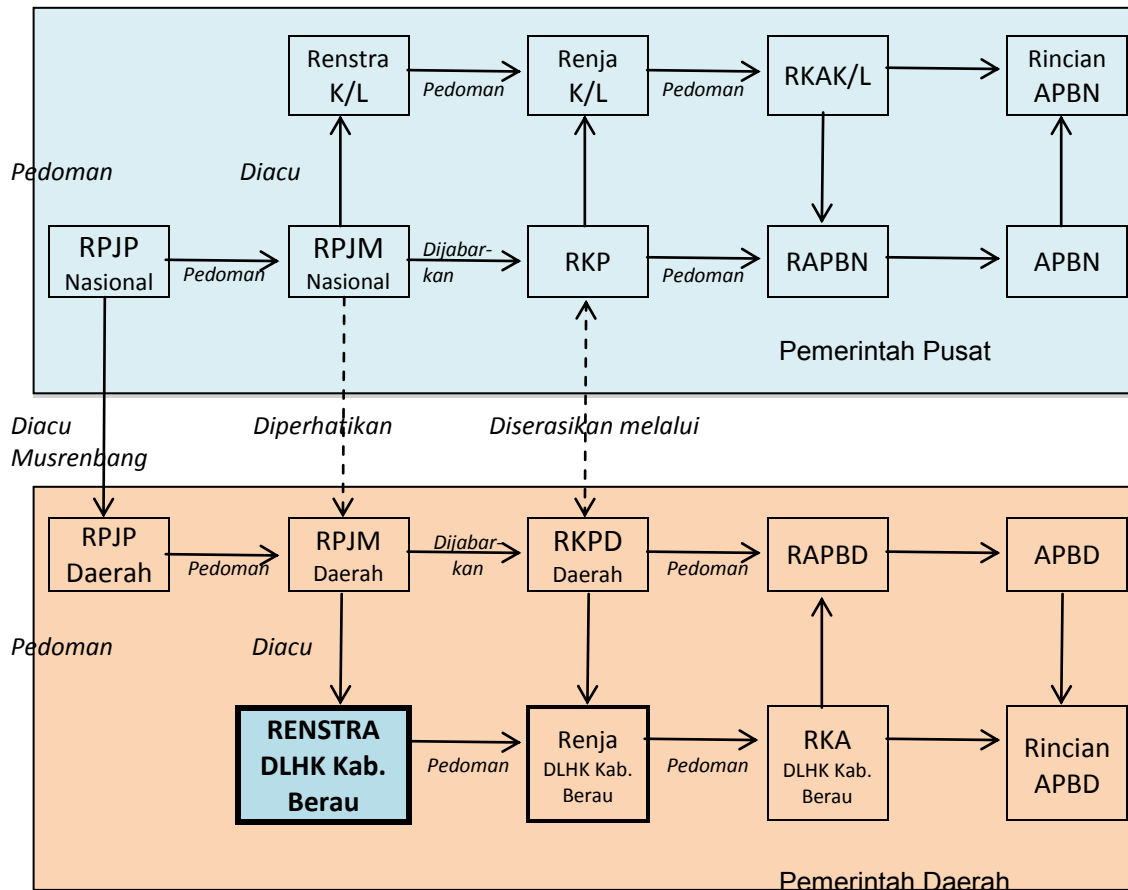 Renstra
K/L
Pedoman
Renja
K/L
Pedoman
RKAK/L
Rincian
APBN
Pedoman
Diacu
RPJP
Nasional
Pedoman
RPJM
Nasional
Dijabar-
kan
RKP
Pedoman
RAPBN
APBN
Pemerintah Pusat
Diacu
Musrenbang
Diperhatikan
Diserasikan melalui
RPJP
Daerah
Pedoman
RPJM
Daerah
Dijabar-
kan
RKPD
Daerah
Pedoman
RAPBD
APBD
Pedoman
Diacu
RENSTRA
DLHK Kab.
Berau
Pedoman
Renja
DLHK Kab.
Berau
Pedoman
RKA
DLHK Kab.
Berau
Rincian
APBD
Pemerintah Daerah